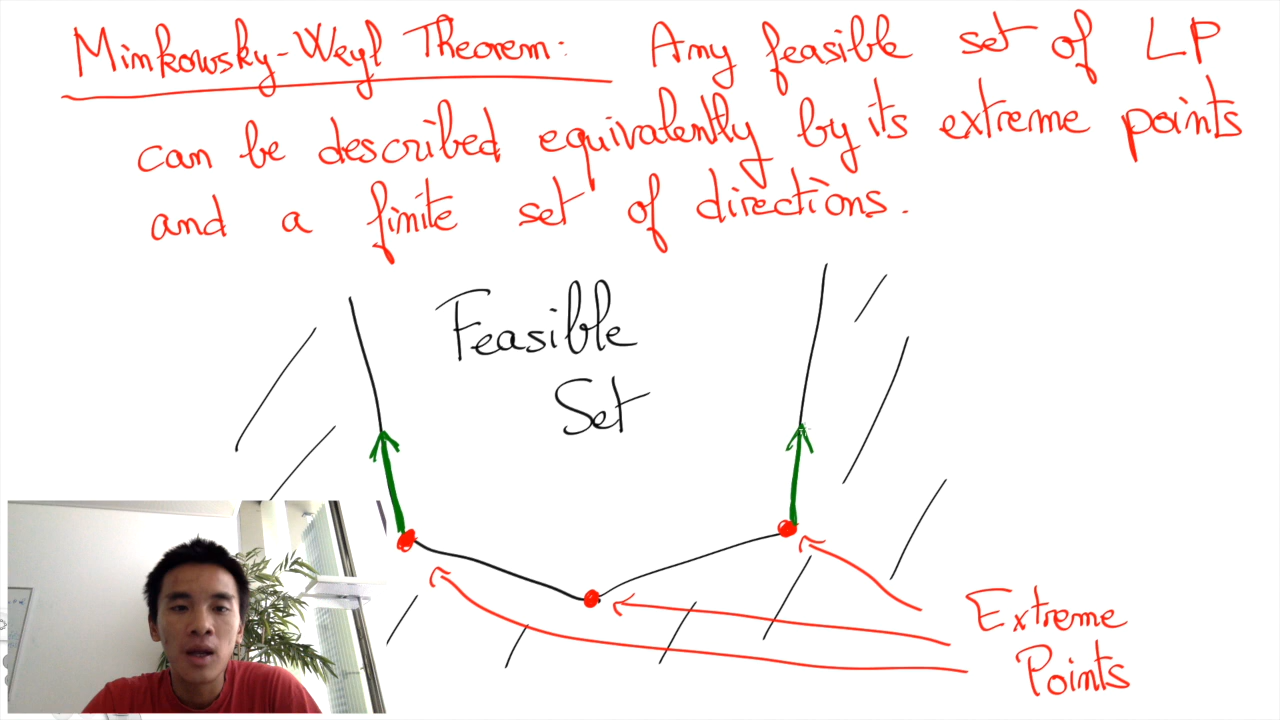 Minkowsky-Weyl Theorem: Any feasible set of LP
can be described equivalently by its extreme points
and a finite set of directions.
Feasible
Set
Extreme
Points